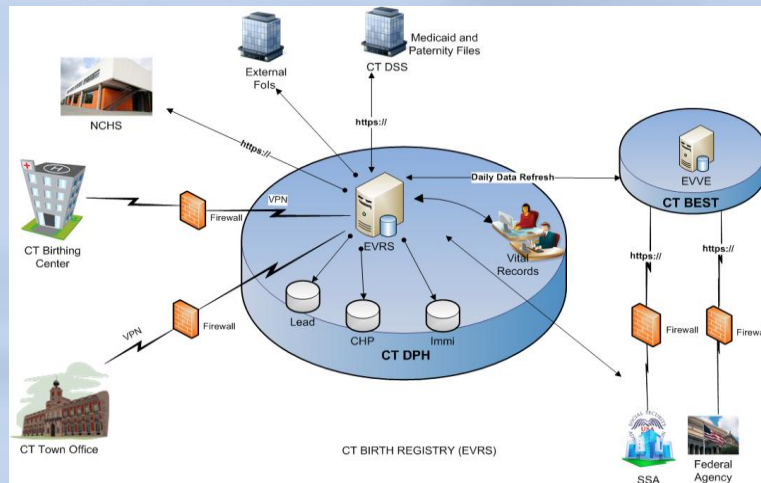 Medicaid and
Paternity Files
External
FoIs
CT DSS
NCHS
https://
https://
CT Birthing
Center
Firewall
VPN
EVRS
Daily Data Refresh
EVVE
CT BEST
Vital
Records
https://
https://
Lead
CHP
Immi
CT DPH
VPN
Firewall
Firewall
Firewall
CT Town Office
CT BIRTH REGISTRY (EVRS)
SSA
Federal
Agency